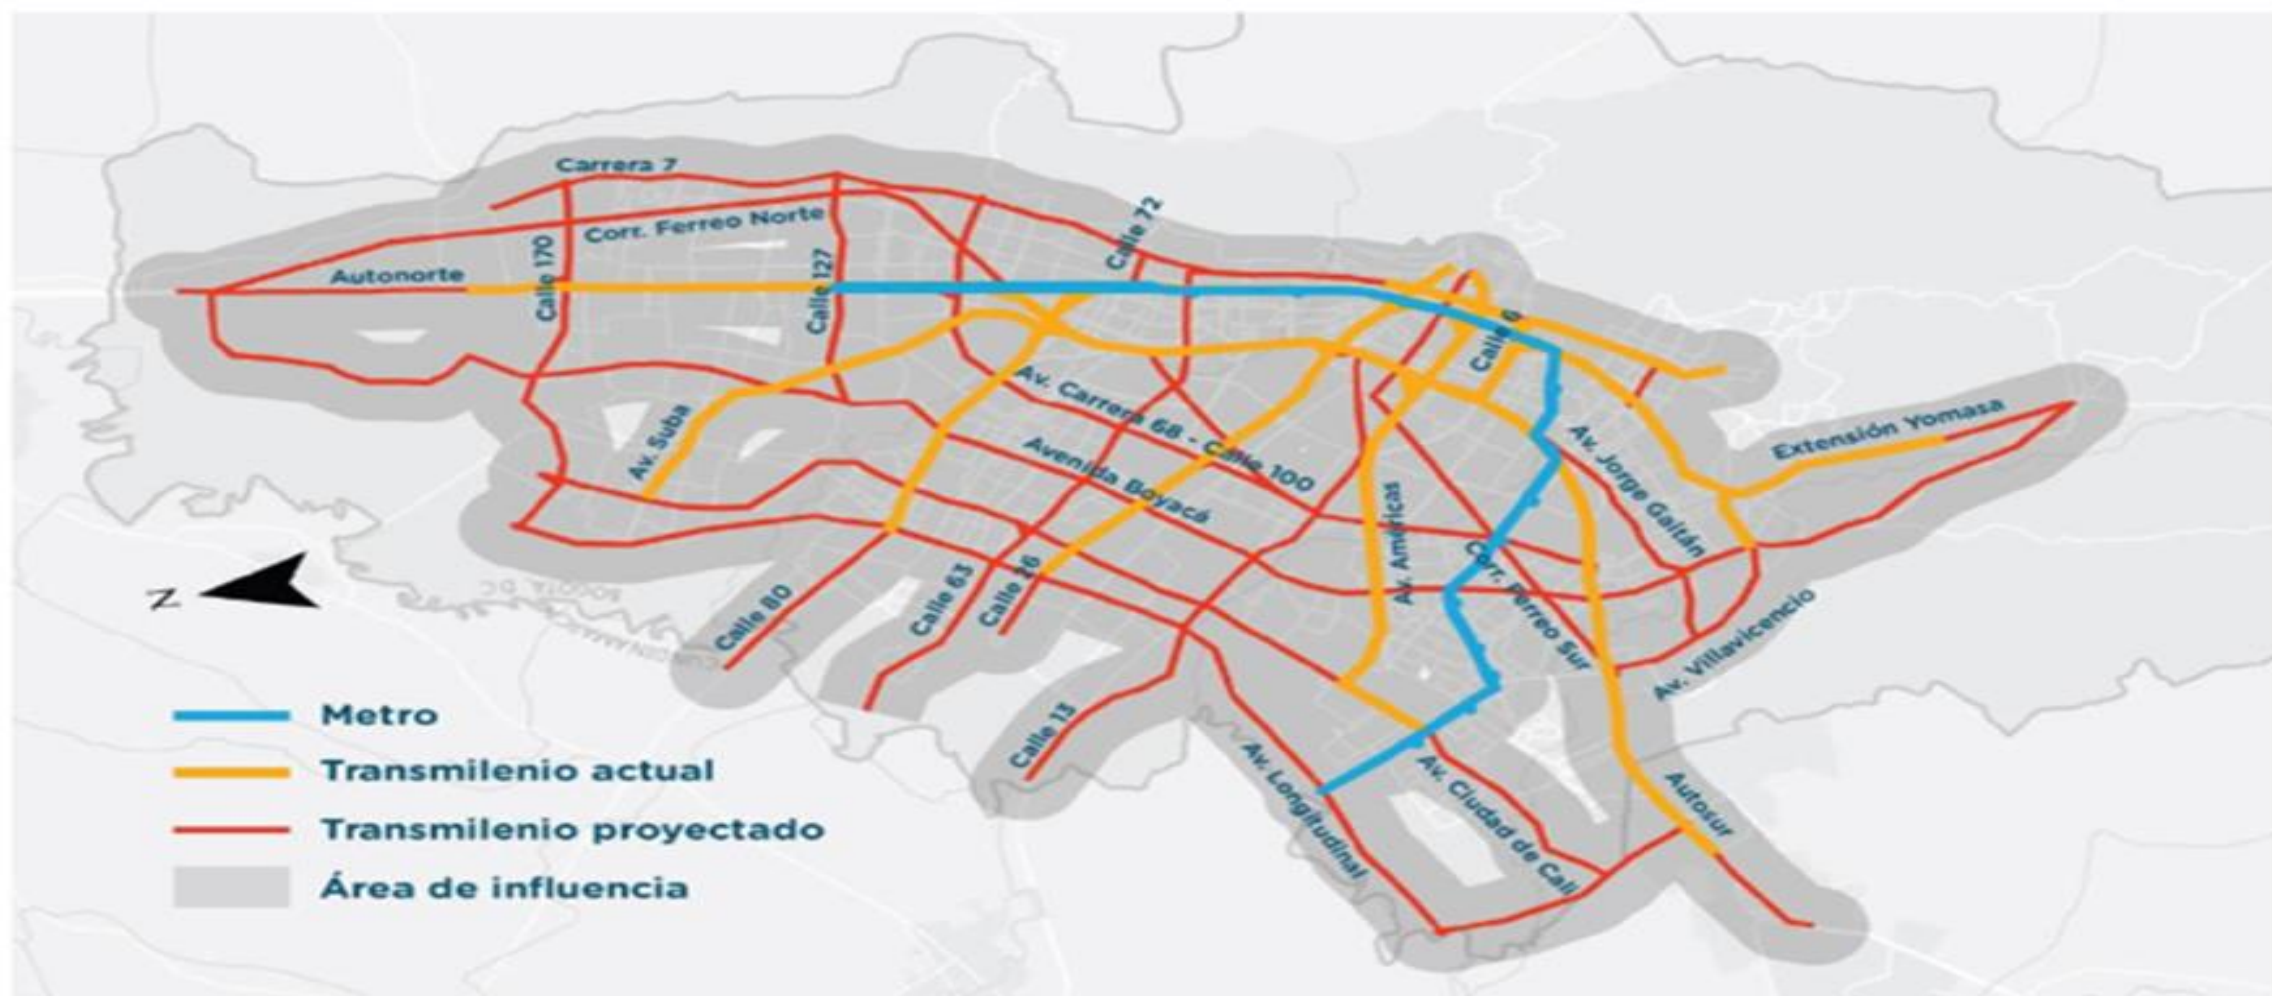 Carrera 7
Corr. Ferreo Norte
Autonorte
Calle 170
Calle 127
Calle 72
Calle 6
Av. Suba
Av. Carrera 68 - Calle 100
Avenida Boyacá
Av. Jorge Gaitán
Extensión Yomasa
Av. Américas
Corr. Ferreo Sur
Av. Villavicencio
Calle 80
Calle 63
Calle 26
Calle 13
Av. Longitudinal
Av. Ciudad de Cali
Autosur
N
BOGOTA, DC
Metro
Transmilenio actual
Transmilenio proyectado
Área de influencia